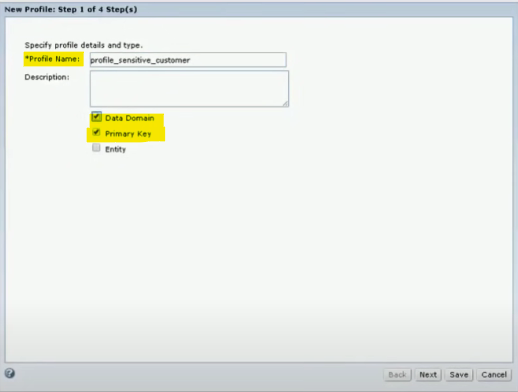 New Profile: Step 1 of 4 Step(s)
Specify profile details and type.
*Profile Name: profile_sensitive_customer
Description:
Data Domain
Primary Key
Entity
Back Next Save Cancel